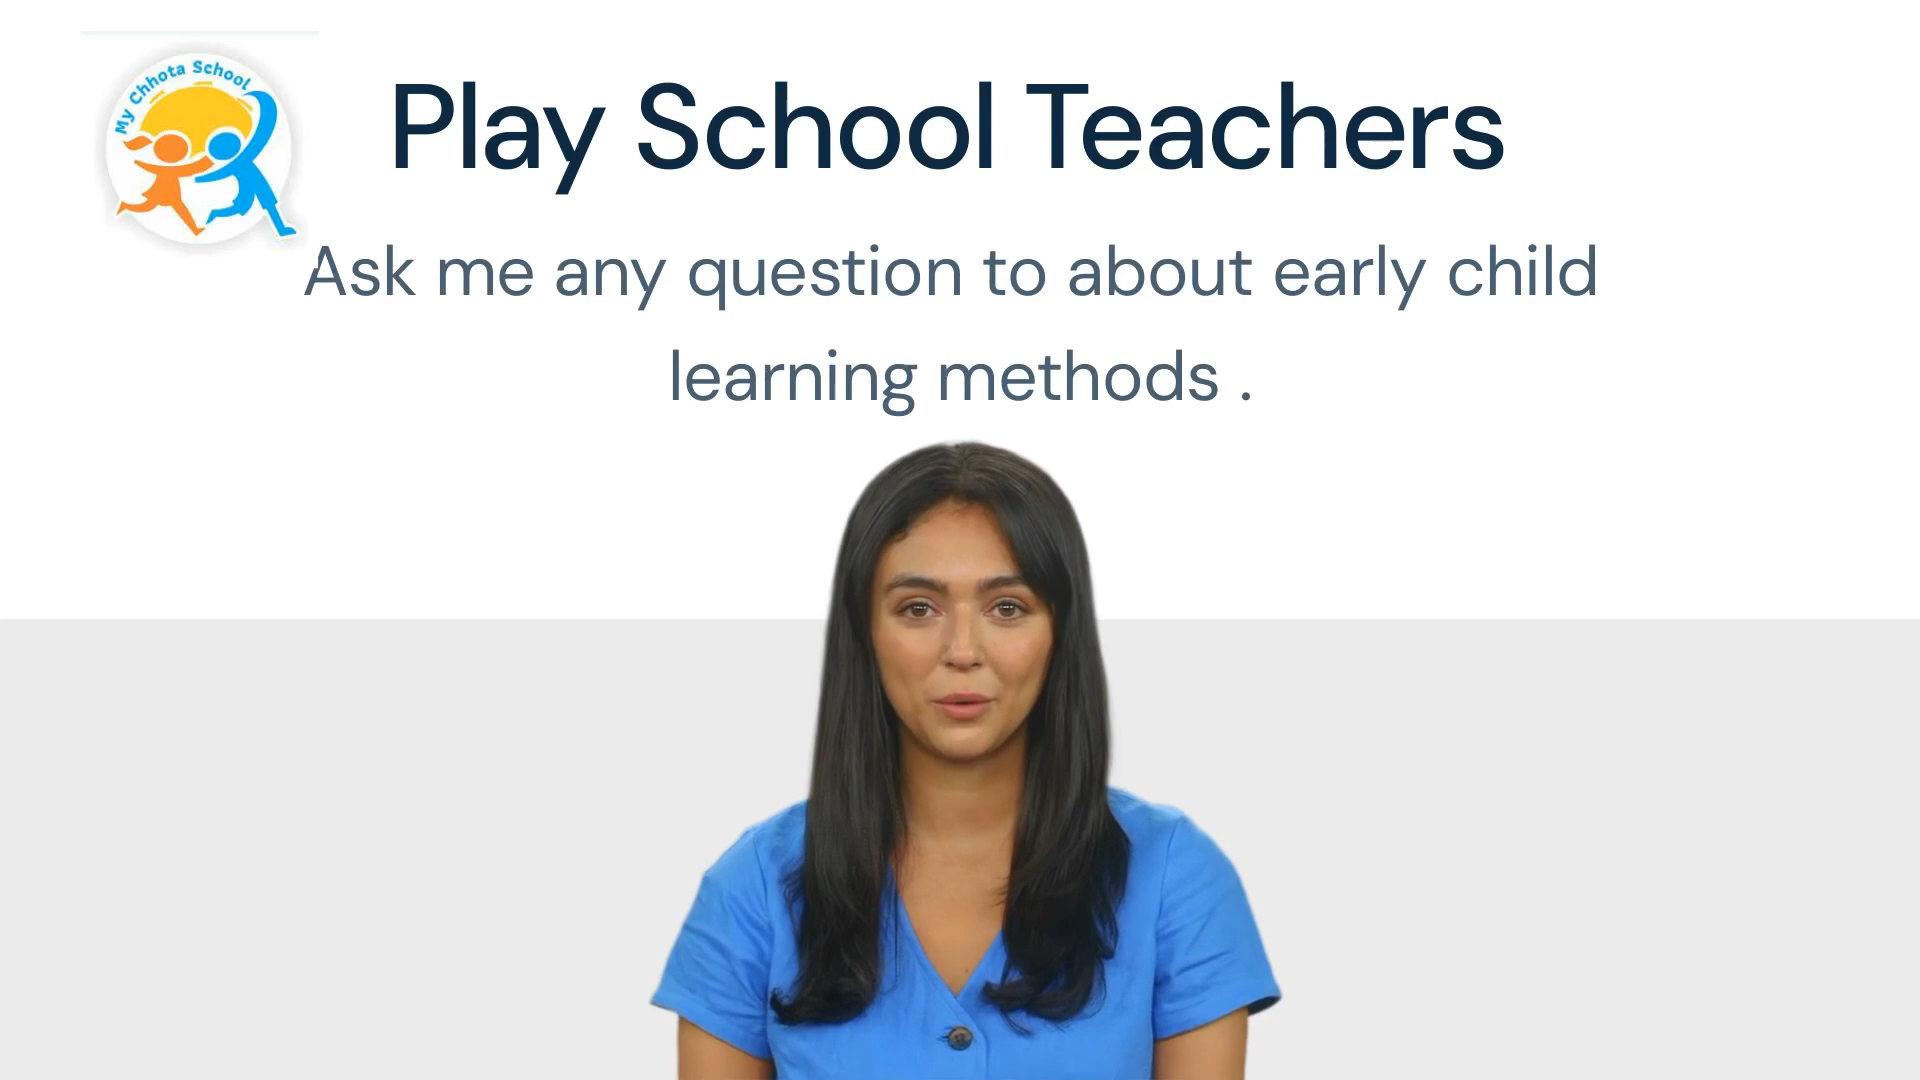 My Chhota School
Play School Teachers
Ask me any question to about early child
learning methods .